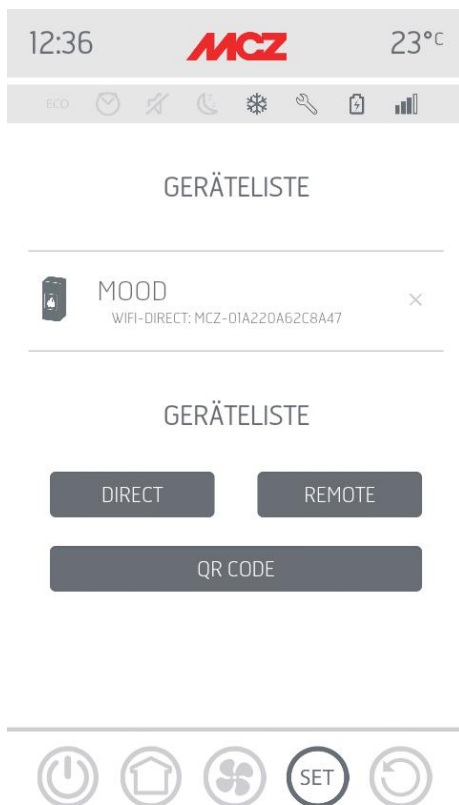 12:36 MCZ 23°C
ECO
GERÄTELISTE
MOOD
WIFI-DIRECT: MCZ-01A220A62C8A47
GERÄTELISTE
DIRECT REMOTE
QR CODE
SET